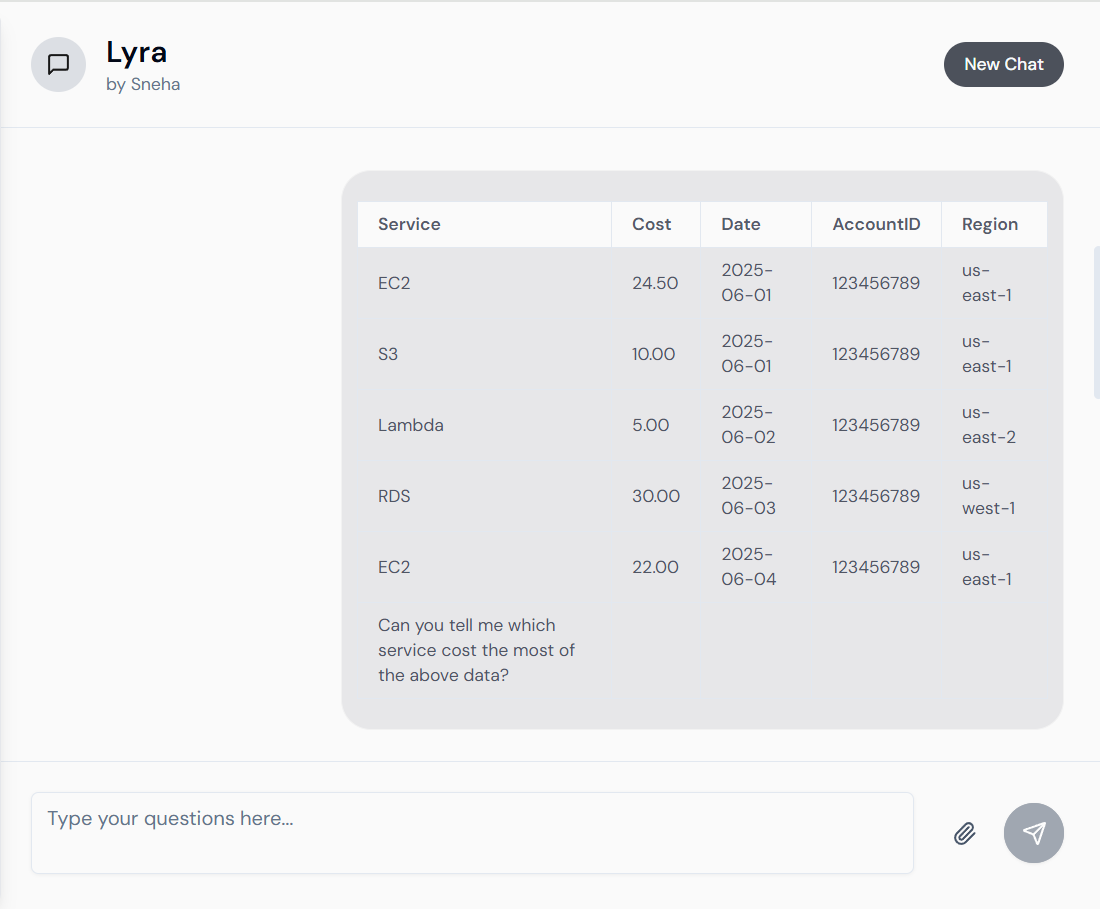 Lyra
by Sneha
New Chat
Service Cost Date AccountID Region
EC2 24.50 2025-06-01 123456789 us-east-1
S3 10.00 2025-06-01 123456789 us-east-1
Lambda 5.00 2025-06-02 123456789 us-east-2
RDS 30.00 2025-06-03 123456789 us-west-1
EC2 22.00 2025-06-04 123456789 us-east-1
Can you tell me which
service cost the most of
the above data?
Type your questions here...